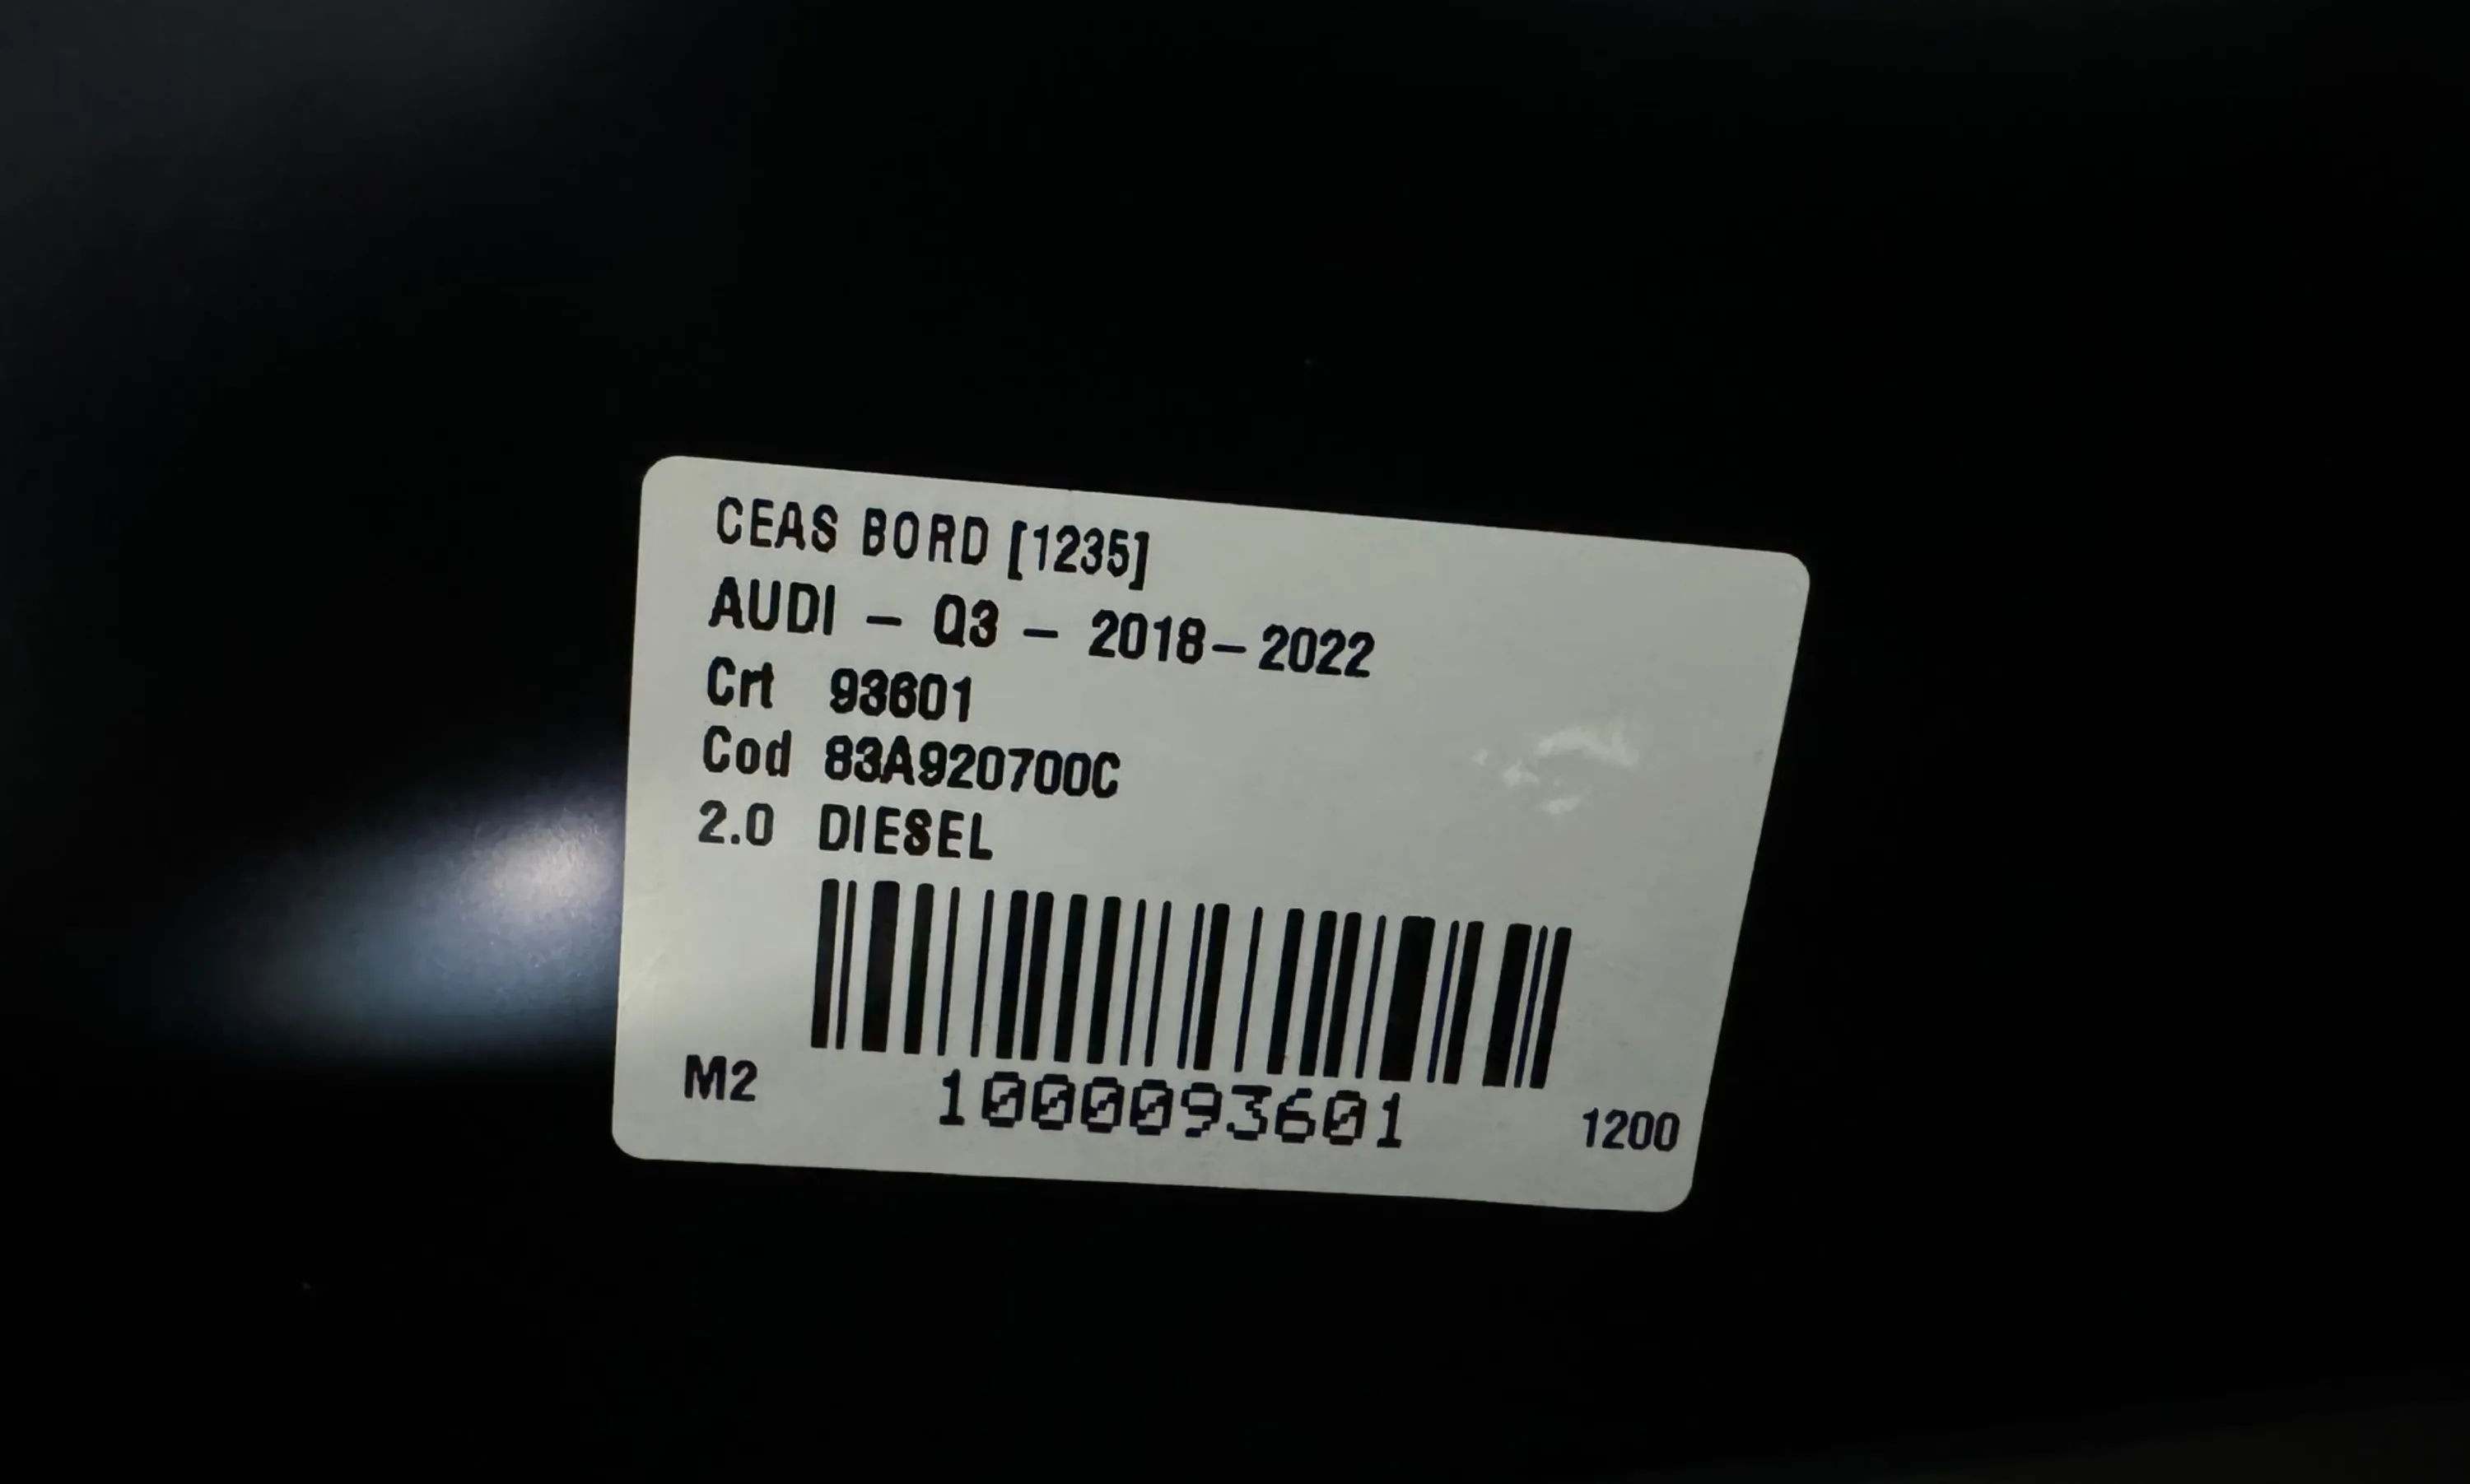 CEAS BORD [1235]
AUDI - Q3 - 2018-2022
Crt 93601
Cod 83A920700C
2.0 DIESEL
M2 1000093601 1200